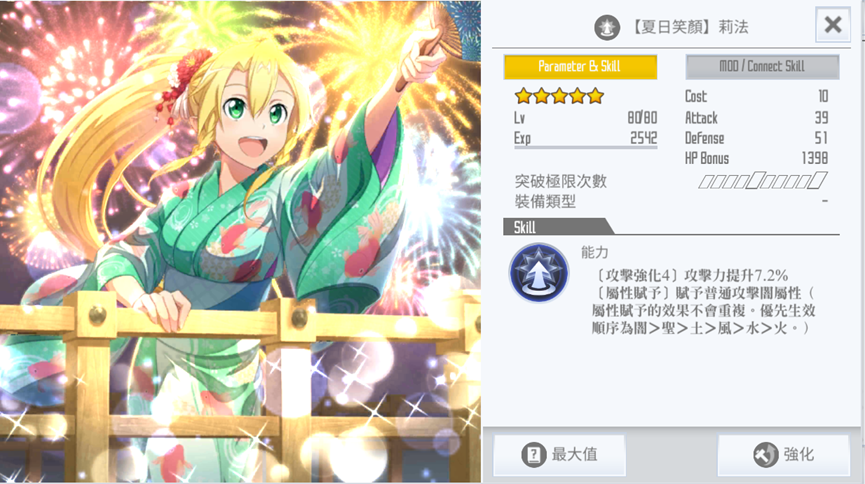 【夏日笑顏】莉法
Parameter & Skill
MOD / Connect Skill
Lv 80/80
Exp 2542
突破極限次數
裝備類型
Cost 10
Attack 39
Defense 51
HP Bonus 1398
-
Skill
能力
〔攻擊強化4〕攻擊力提升7.2%
〔屬性賦予〕賦予普通攻擊闇屬性（
屬性賦予的效果不會重複。優先生效
順序為闇＞聖＞土＞風＞水＞火。）
最大值
強化